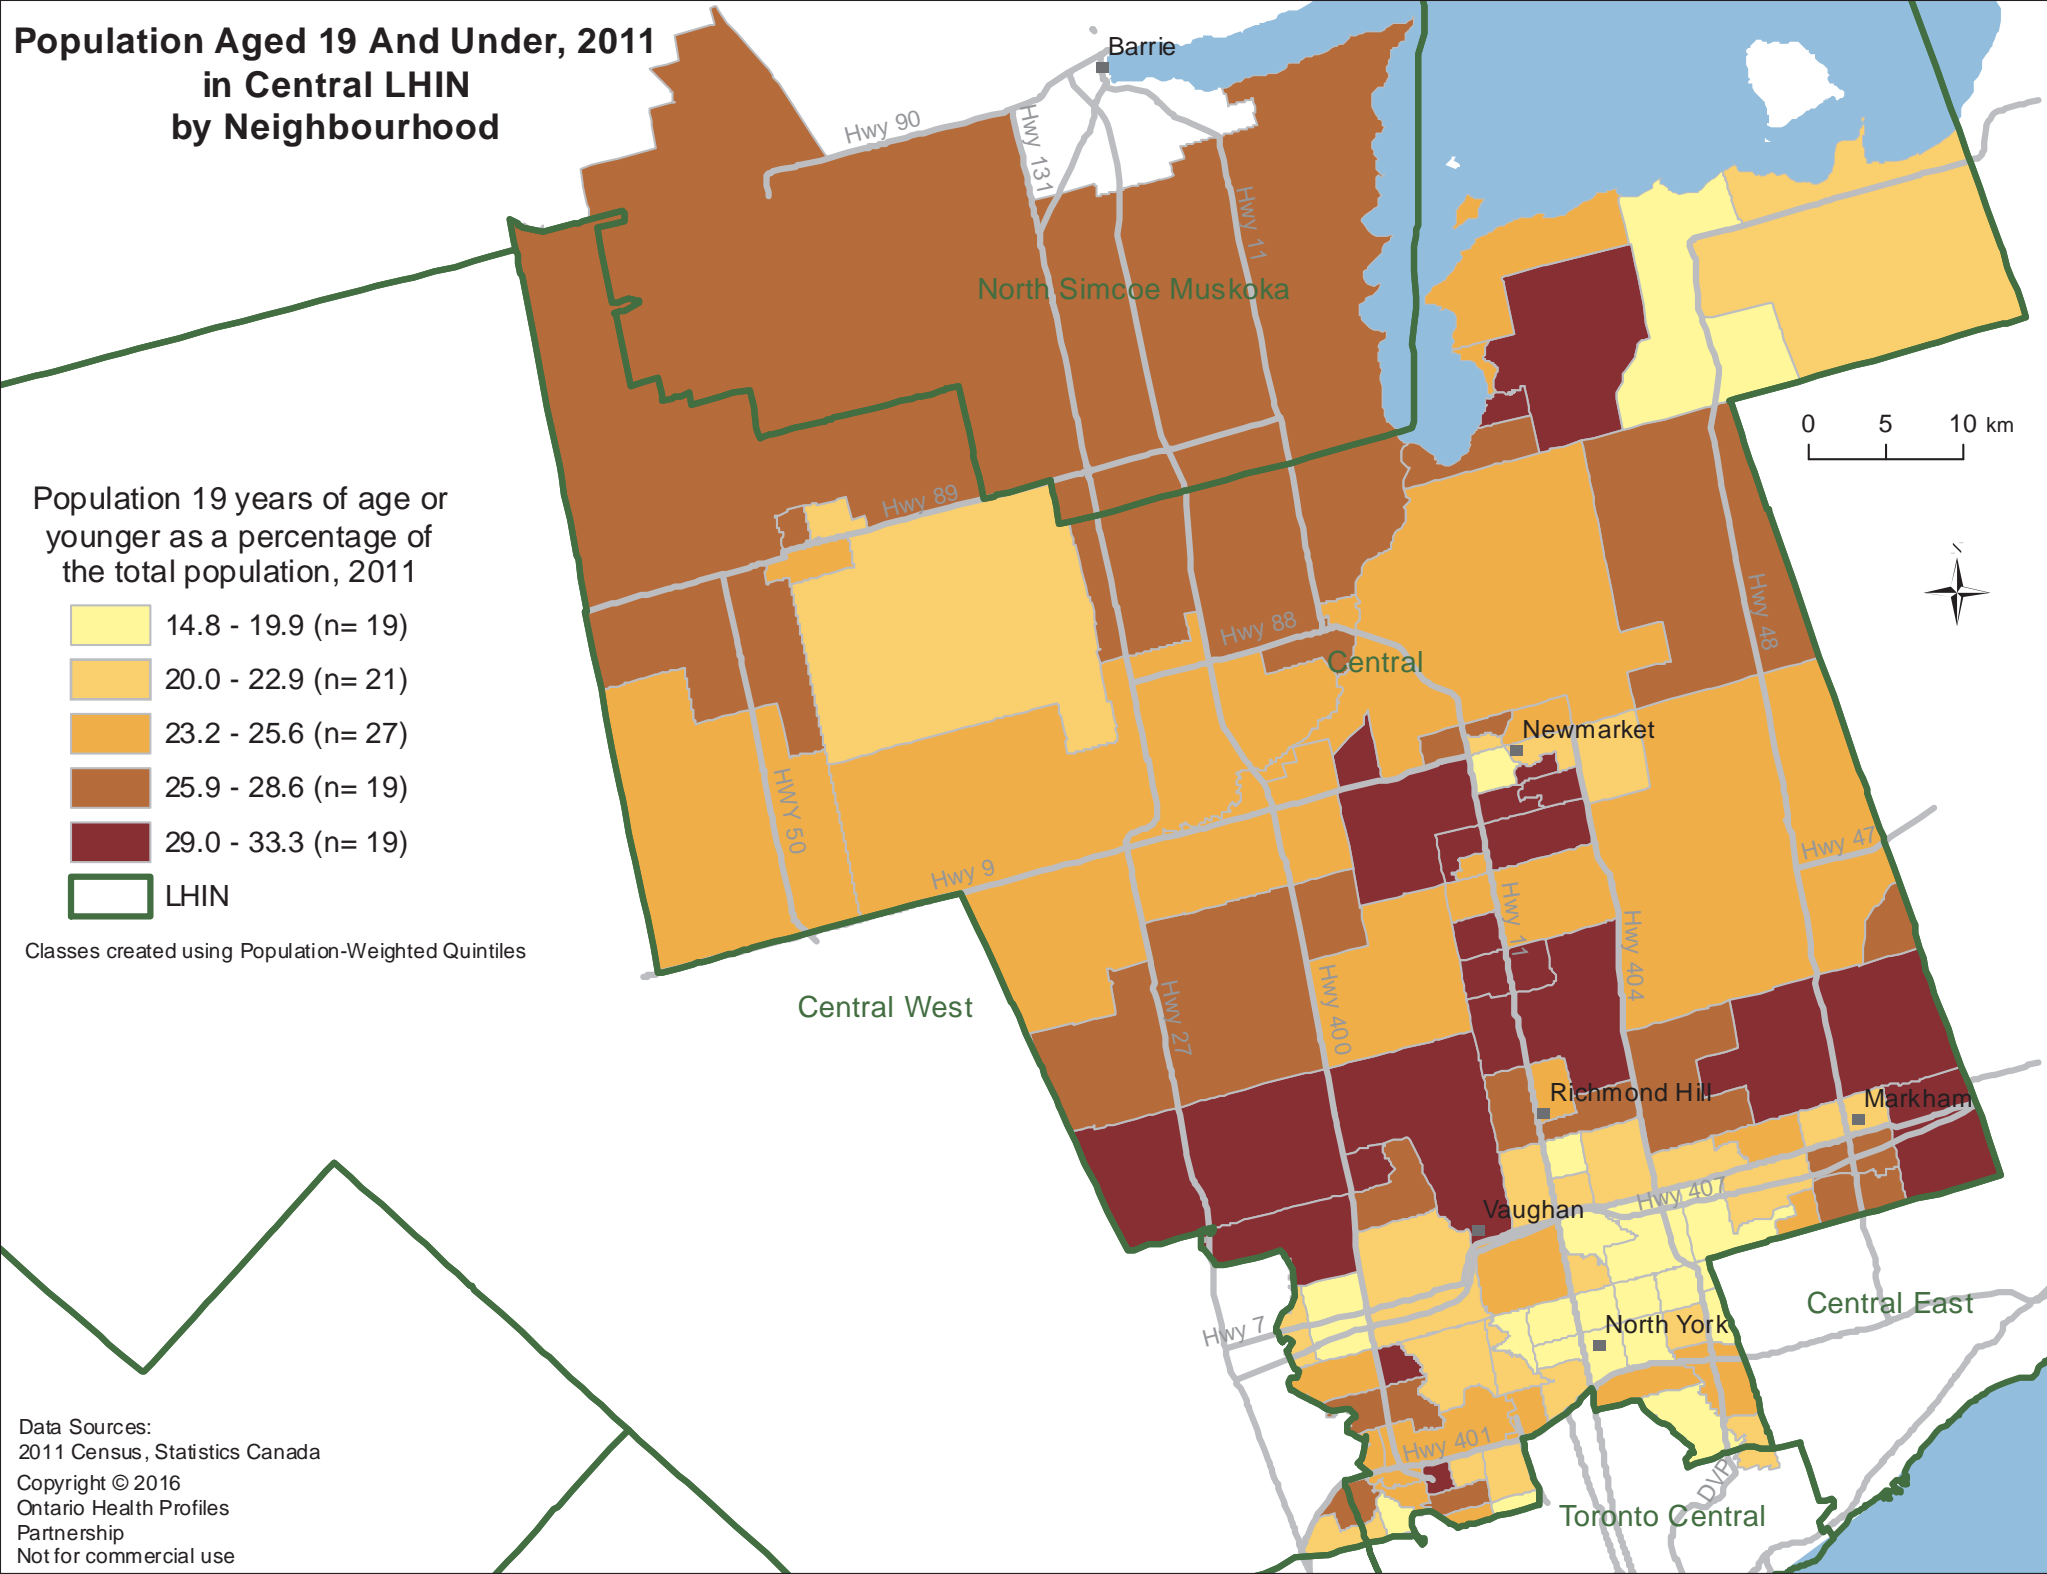 Population Aged 19 And Under, 2011
in Central LHIN
by Neighbourhood
Barrie
Hwy 90
Hwy 131
Hwy 11
North Simcoe Muskoka
0 5 10 km
N
Population 19 years of age or
younger as a percentage of
the total population, 2011
14.8 - 19.9 (n= 19)
20.0 - 22.9 (n= 21)
23.2 - 25.6 (n= 27)
25.9 - 28.6 (n= 19)
29.0 - 33.3 (n= 19)
LHIN
Classes created using Population-Weighted Quintiles
Hwy 89
Hwy 88
Hwy 48
Central
Newmarket
HWY 50
Hwy 9
Hwy 47
Hwy 11
Hwy 404
Central West
Hwy 27
Hwy 400
Richmond Hill
Markham
Vaughan
Hwy 407
Central East
Hwy 7
North York
Hwy 401
DVP
Toronto Central
Data Sources:
2011 Census, Statistics Canada
Copyright © 2016
Ontario Health Profiles
Partnership
Not for commercial use